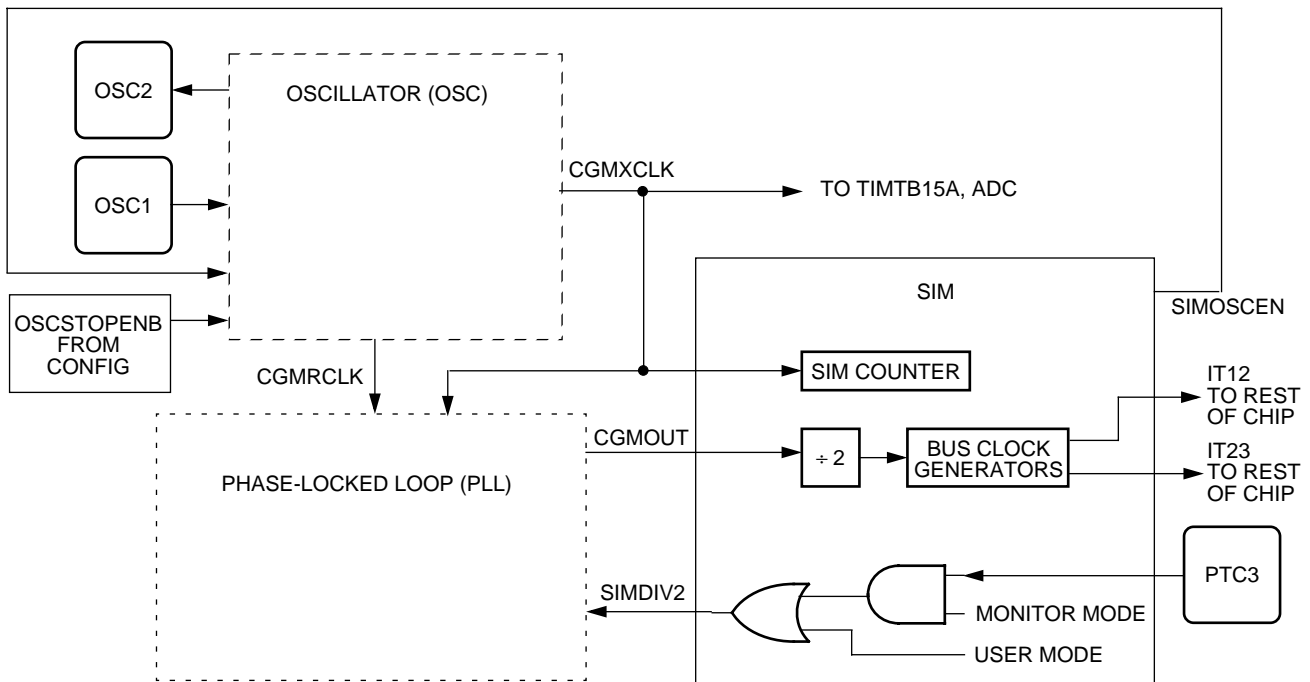 OSC2
OSCILLATOR (OSC)
CGMXCLK
TO TIMTB15A, ADC
OSC1
SIM
SIMOSCEN
OSCSTOPENB
FROM
CONFIG
CGMRCLK
SIM COUNTER
IT12
TO REST
OF CHIP
CGMOUT
÷ 2
BUS CLOCK
GENERATORS
IT23
TO REST
OF CHIP
PHASE-LOCKED LOOP (PLL)
SIMDIV2
PTC3
MONITOR MODE
USER MODE